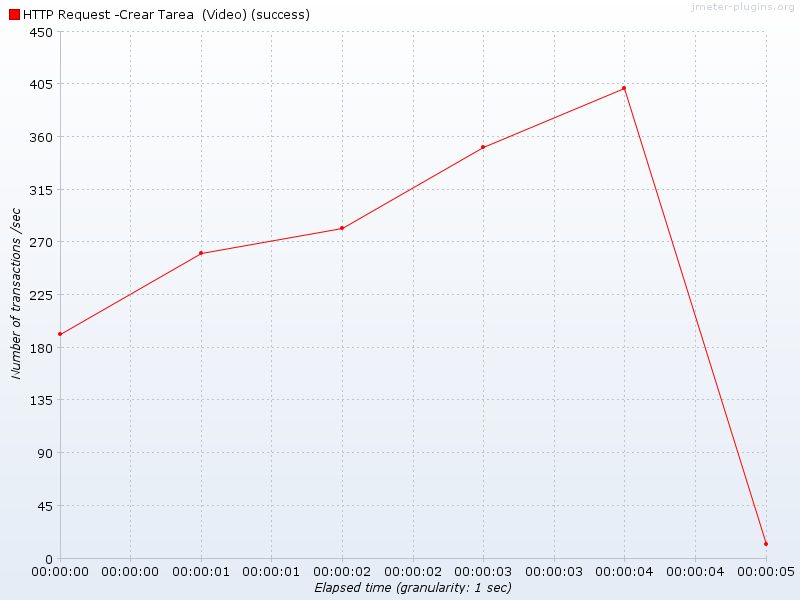 jmeter-plugins.org
HTTP Request -Crear Tarea  (Video) (success)
450
405
360
315
270
225
180
135
90
45
0
Number of transactions /sec
00:00:00 00:00:00 00:00:01 00:00:01 00:00:02 00:00:02 00:00:03 00:00:03 00:00:04 00:00:04 00:00:05
Elapsed time (granularity: 1 sec)